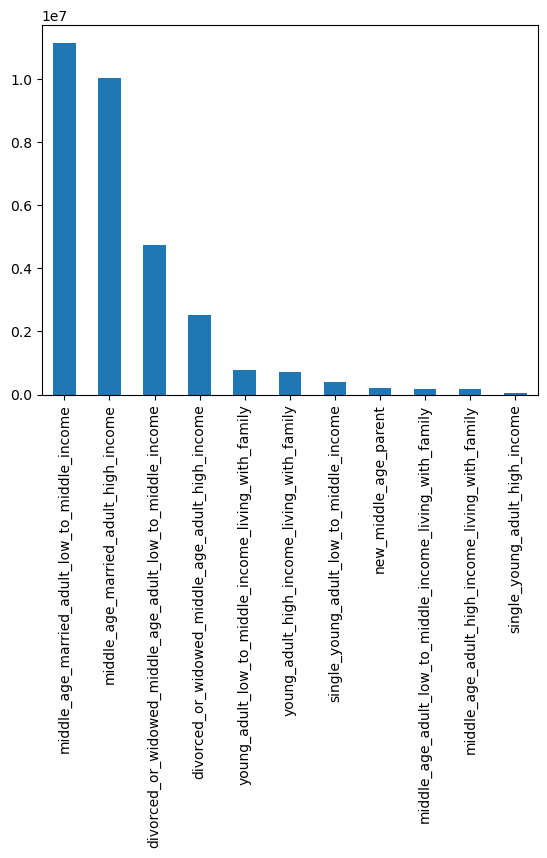 1e7
1.0
0.8
0.6
0.4
0.2
0.0
middle_age_married_adult_low_to_middle_income
middle_age_married_adult_high_income
divorced_or_widowed_middle_age_adult_low_to_middle_income
divorced_or_widowed_middle_age_adult_high_income
young_adult_low_to_middle_income_living_with_family
young_adult_high_income_living_with_family
single_young_adult_low_to_middle_income
new_middle_age_parent
middle_age_adult_low_to_middle_income_living_with_family
middle_age_adult_high_income_living_with_family
single_young_adult_high_income